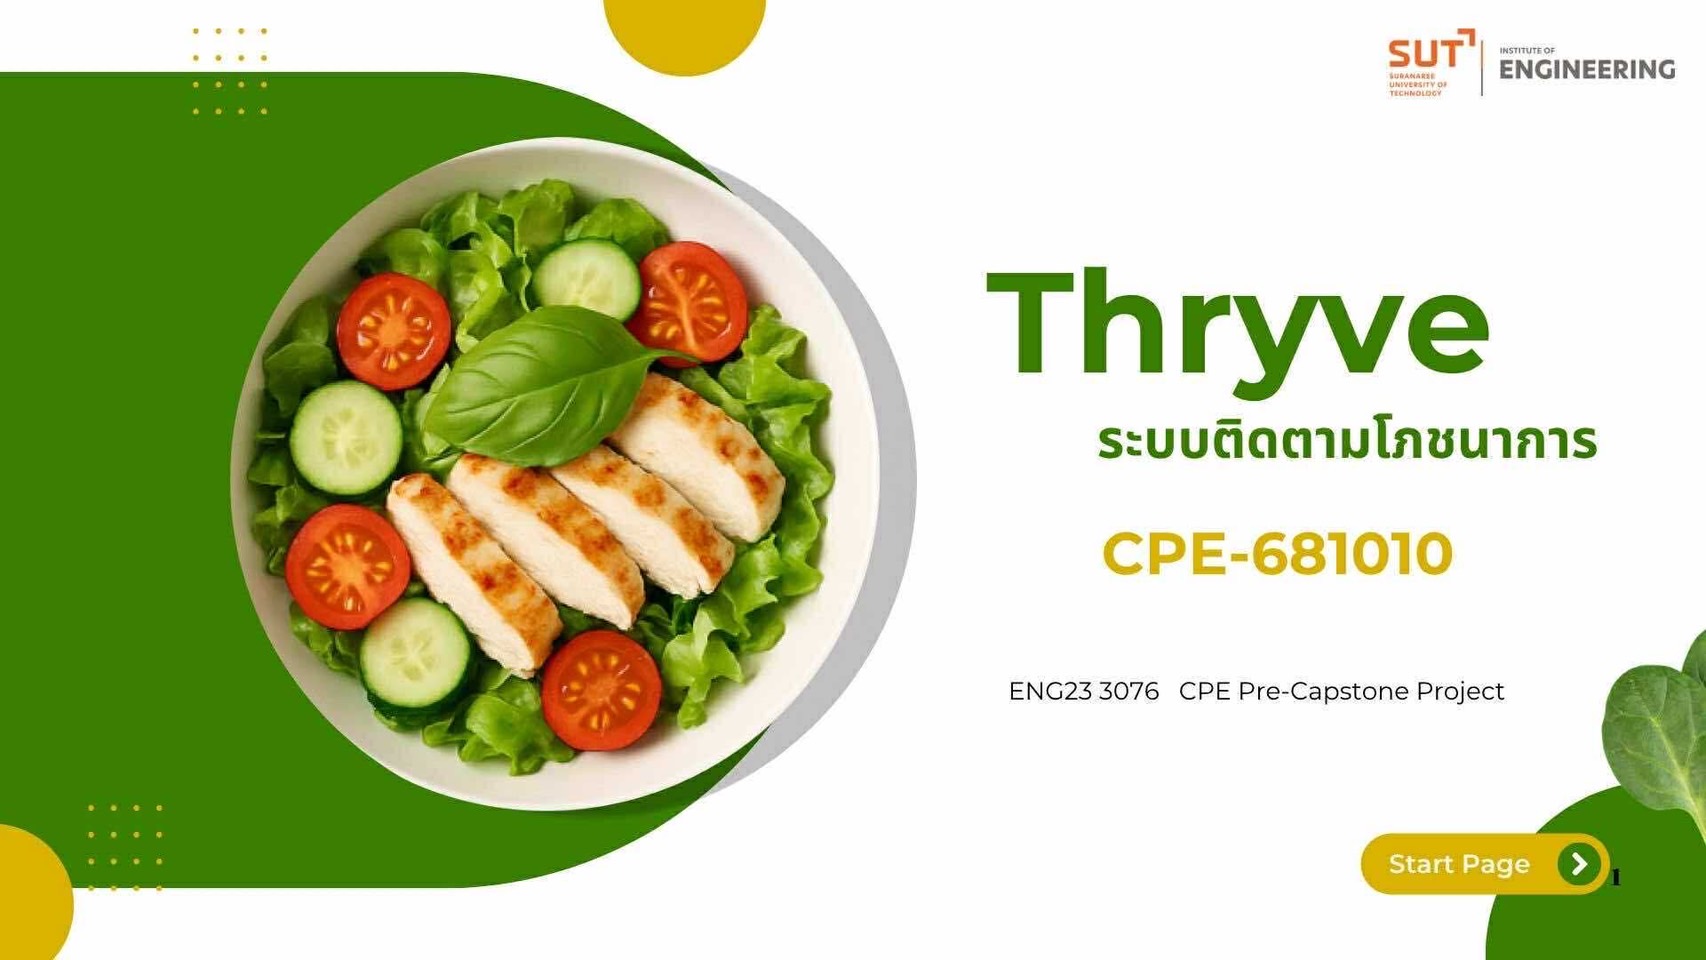 SUT
SURANAREE
UNIVERSITY OF
TECHNOLOGY
INSTITUTE OF
ENGINEERING
Thryve
ระบบติดตามโภชนาการ
CPE-681010
ENG23 3076 CPE Pre-Capstone Project
Start Page
1